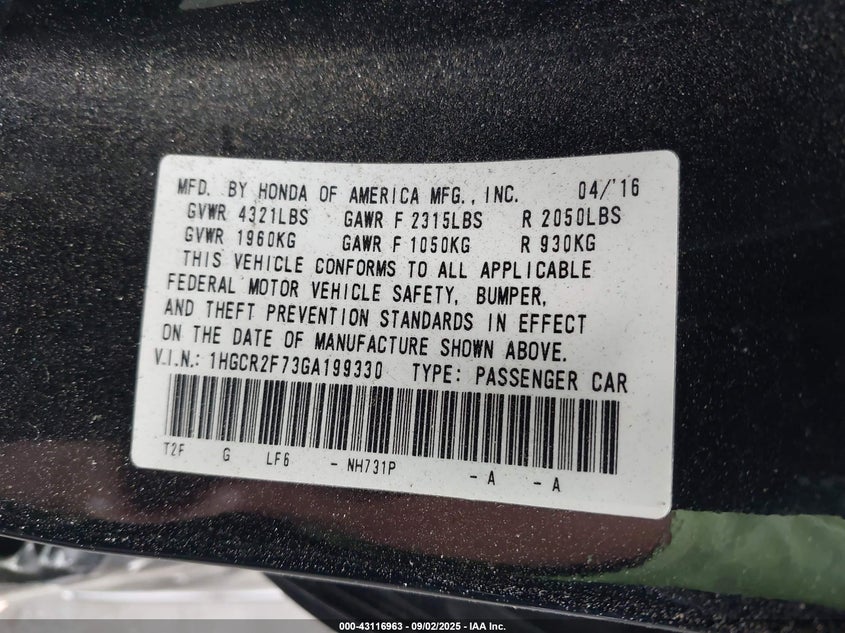 MFD. BY HONDA OF AMERICA MFG., INC. 04/'16
GVWR 4321LBS GAWR F 2315LBS R 2050LBS
GVWR 1960KG GAWR F 1050KG R 930KG
THIS VEHICLE CONFORMS TO ALL APPLICABLE
FEDERAL MOTOR VEHICLE SAFETY, BUMPER,
AND THEFT PREVENTION STANDARDS IN EFFECT
ON THE DATE OF MANUFACTURE SHOWN ABOVE.
V.I.N.: 1HGCR2F73GA199330 TYPE: PASSENGER CAR
T2F G LF6 - NH731P - A - A
000-43116963 - 09/02/2025 - IAA Inc.